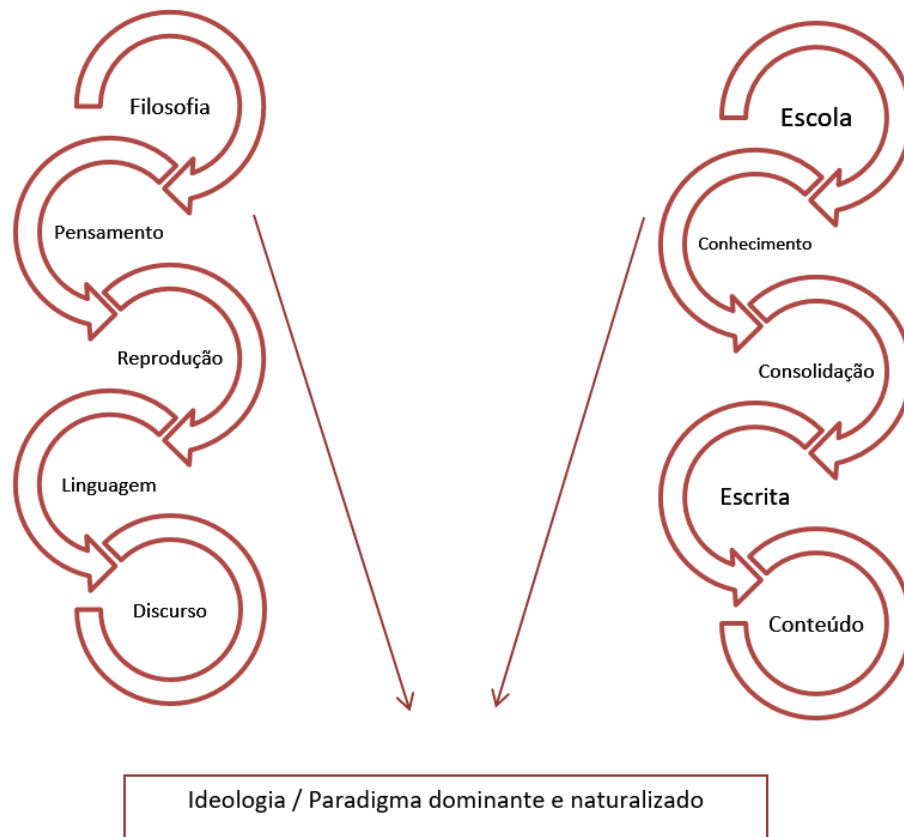 Filosofia
Pensamento
Reprodução
Linguagem
Discurso
Escola
Conhecimento
Consolidação
Escrita
Conteúdo
Ideologia / Paradigma dominante e naturalizado